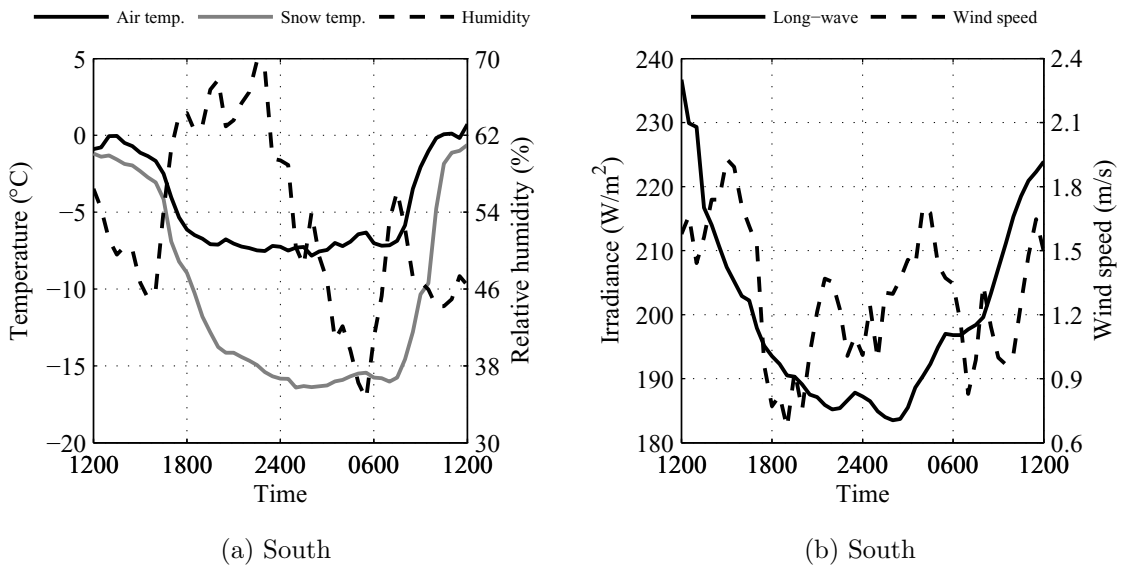 Air temp. Snow temp. Humidity
Temperature (°C)
5
0
−5
−10
−15
−20
70
62
54
46
38
30
Relative humidity (%)
1200 1800 2400 0600 1200
Time
(a) South
Long−wave Wind speed
Irradiance (W/m²)
240
230
220
210
200
190
180
2.4
2.1
1.8
1.5
1.2
0.9
0.6
Wind speed (m/s)
1200 1800 2400 0600 1200
Time
(b) South